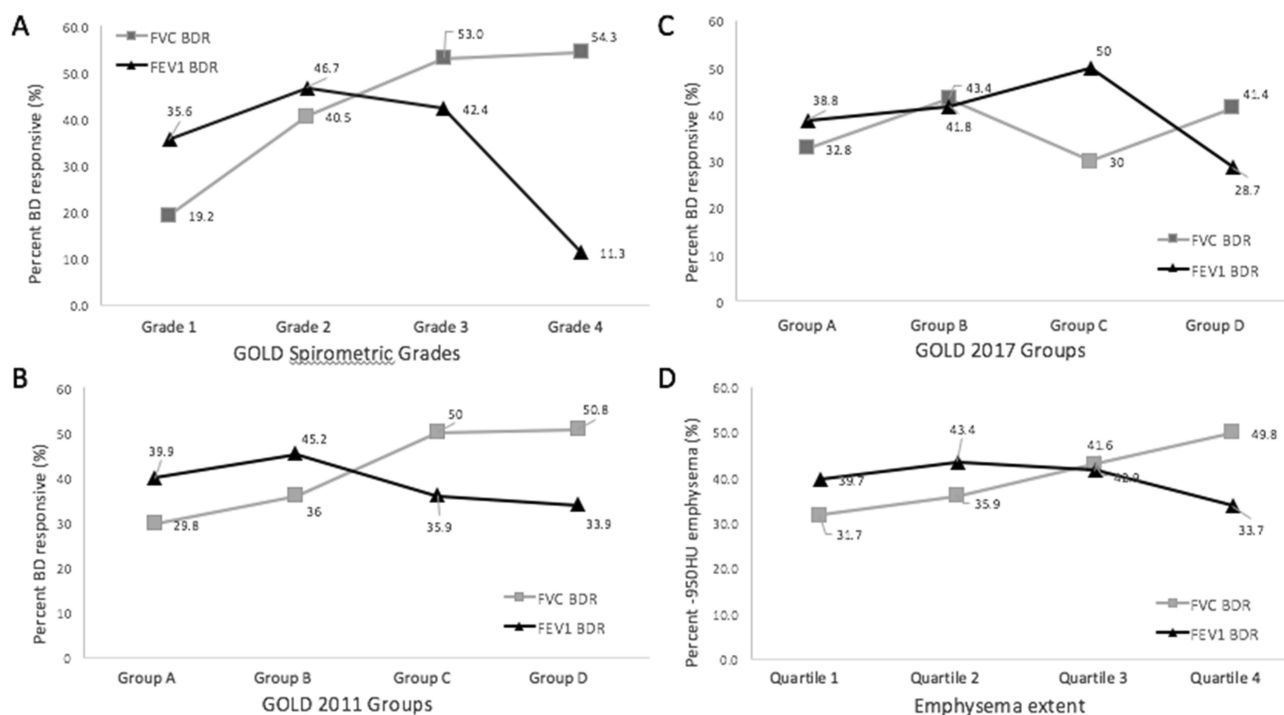 A
60.0
50.0
40.0
30.0
20.0
10.0
0.0
Percent BD responsive (%)
FVC BDR
FEV1 BDR
35.6
46.7
53.0
54.3
42.4
40.5
19.2
11.3
Grade 1
Grade 2
Grade 3
Grade 4
GOLD Spirometric Grades
C
60
50
40
30
20
10
0
Percent BD responsive (%)
50
38.8
43.4
41.4
41.8
32.8
30
28.7
FVC BDR
FEV1 BDR
Group A
Group B
Group C
Group D
GOLD 2017 Groups
B
60
50
40
30
20
10
0
Percent BD responsive (%)
39.9
45.2
50
50.8
29.8
36
35.9
33.9
FVC BDR
FEV1 BDR
Group A
Group B
Group C
Group D
GOLD 2011 Groups
D
60.0
50.0
40.0
30.0
20.0
10.0
0.0
Percent -950HU emphysema (%)
43.4
41.6
49.8
39.7
35.9
31.7
33.7
FVC BDR
FEV1 BDR
Quartile 1
Quartile 2
Quartile 3
Quartile 4
Emphysema extent